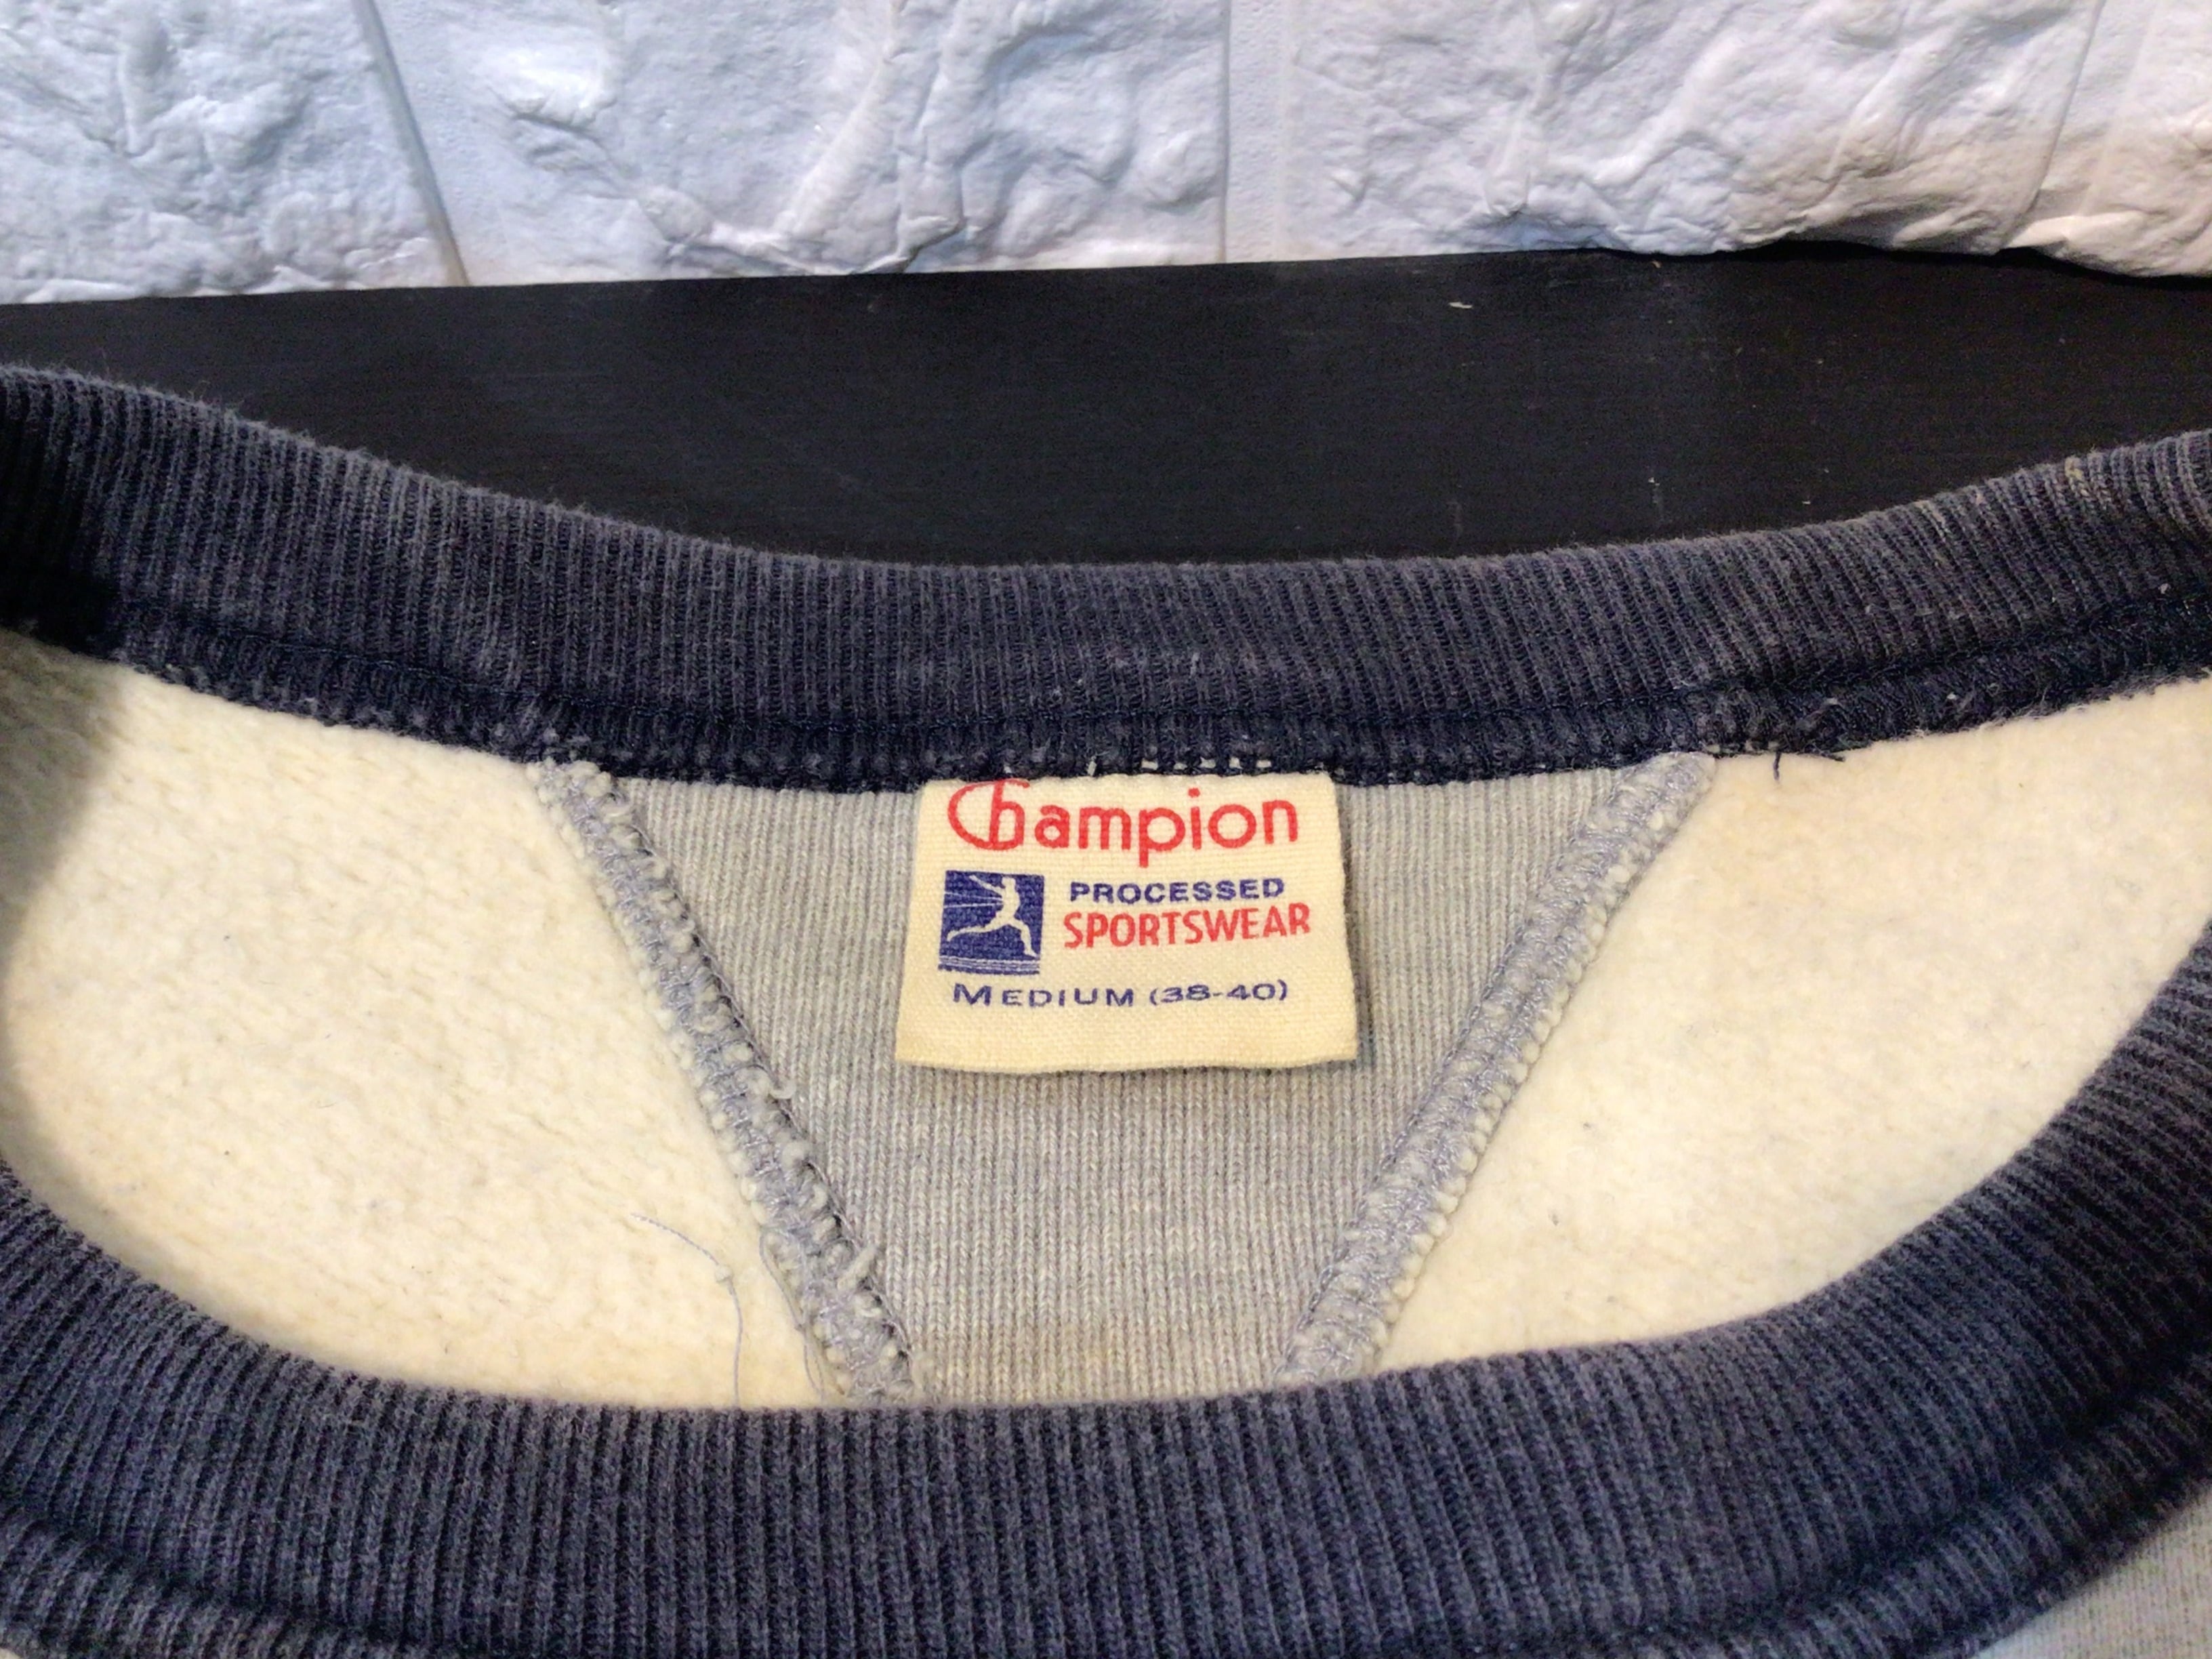 Champion
PROCESSED
SPORTSWEAR
MEDIUM (38-40)